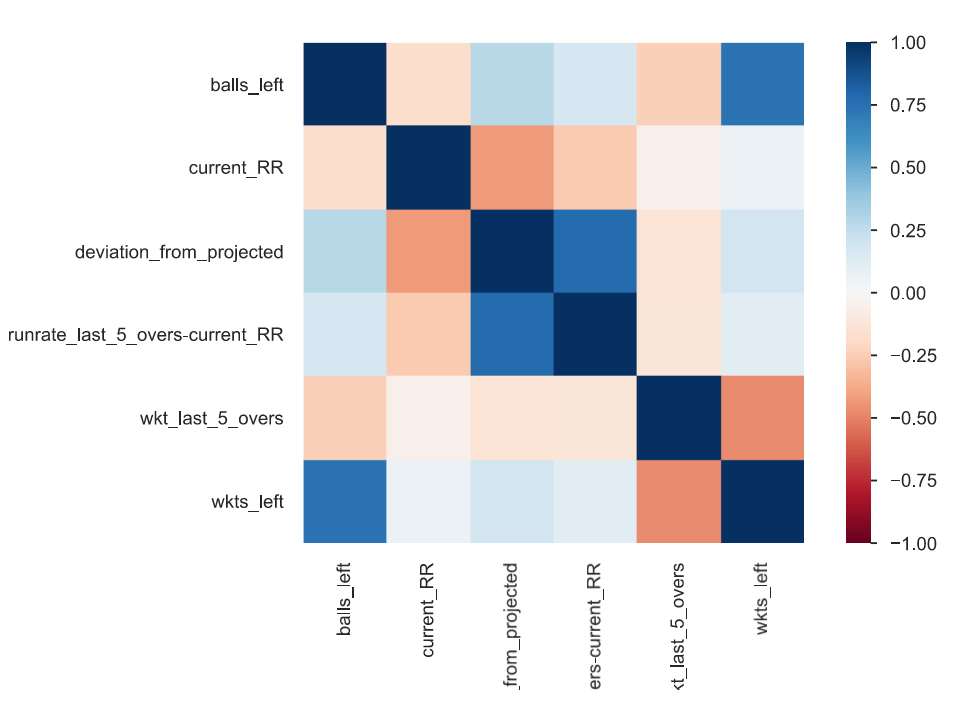 balls_left
current_RR
deviation_from_projected
runrate_last_5_overs-current_RR
wkt_last_5_overs
wkts_left
1.00
0.75
0.50
0.25
0.00
−0.25
−0.50
−0.75
−1.00
balls_left
current_RR
_from_projected
ers-current_RR
kt_last_5_overs
wkts_left